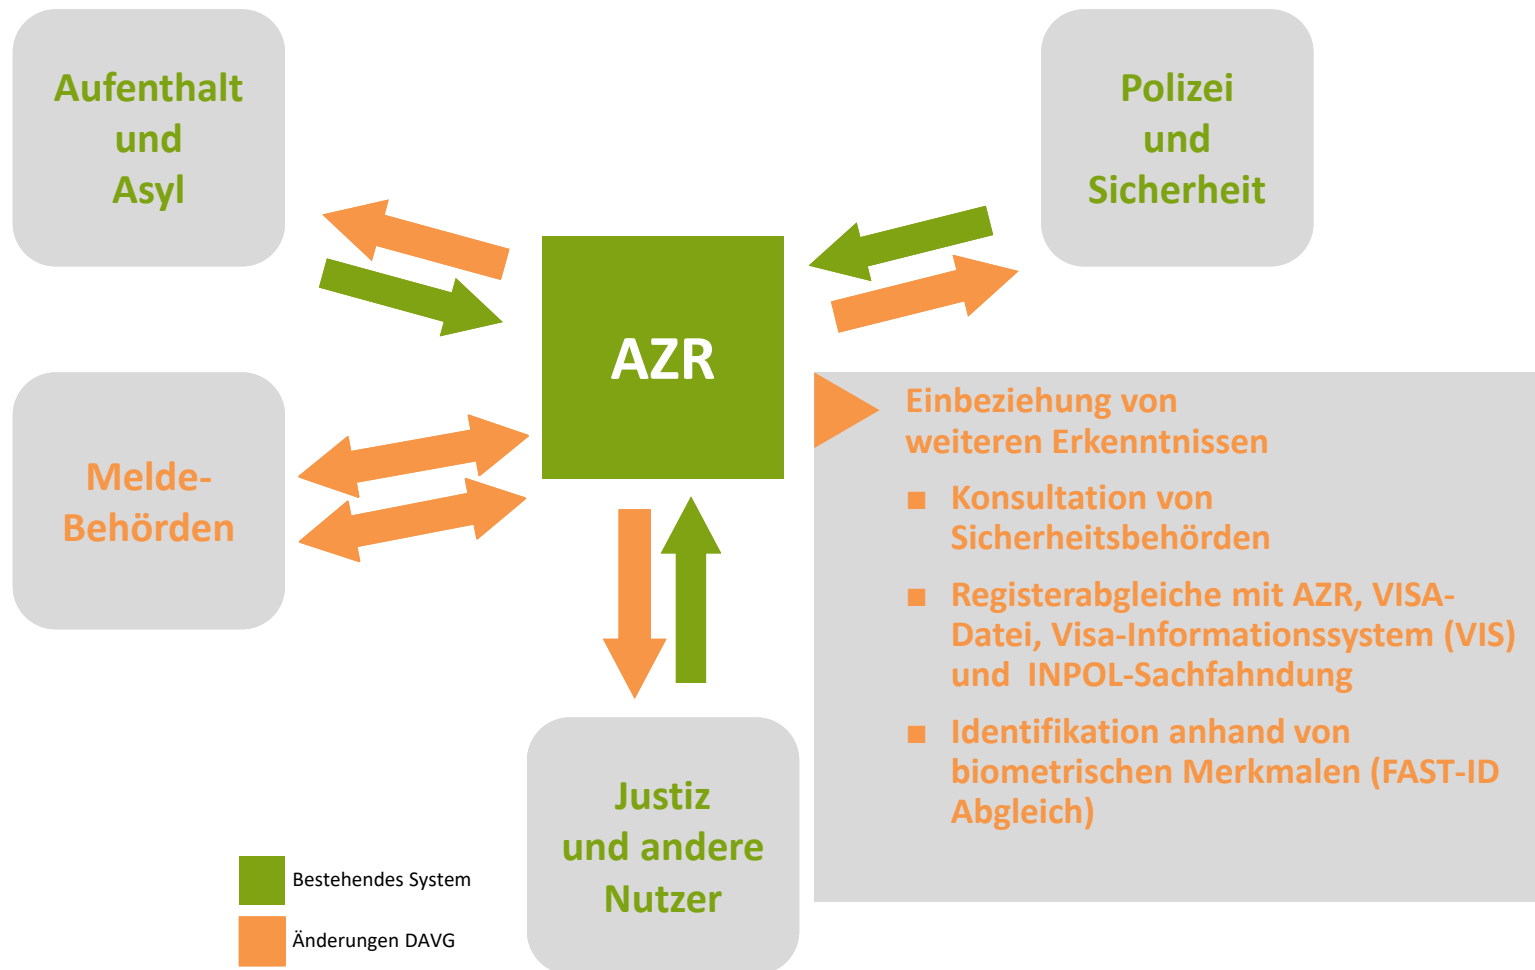 Aufenthalt
und
Asyl
Polizei
und
Sicherheit
AZR
Melde-
Behörden
Einbeziehung von
weiteren Erkenntnissen
■ Konsultation von
Sicherheitsbehörden
■ Registerabgleiche mit AZR, VISA-
Datei, Visa-Informationssystem (VIS)
und INPOL-Sachfahndung
■ Identifikation anhand von
biometrischen Merkmalen (FAST-ID
Abgleich)
Justiz
und andere
Nutzer
Bestehendes System
Änderungen DAVG